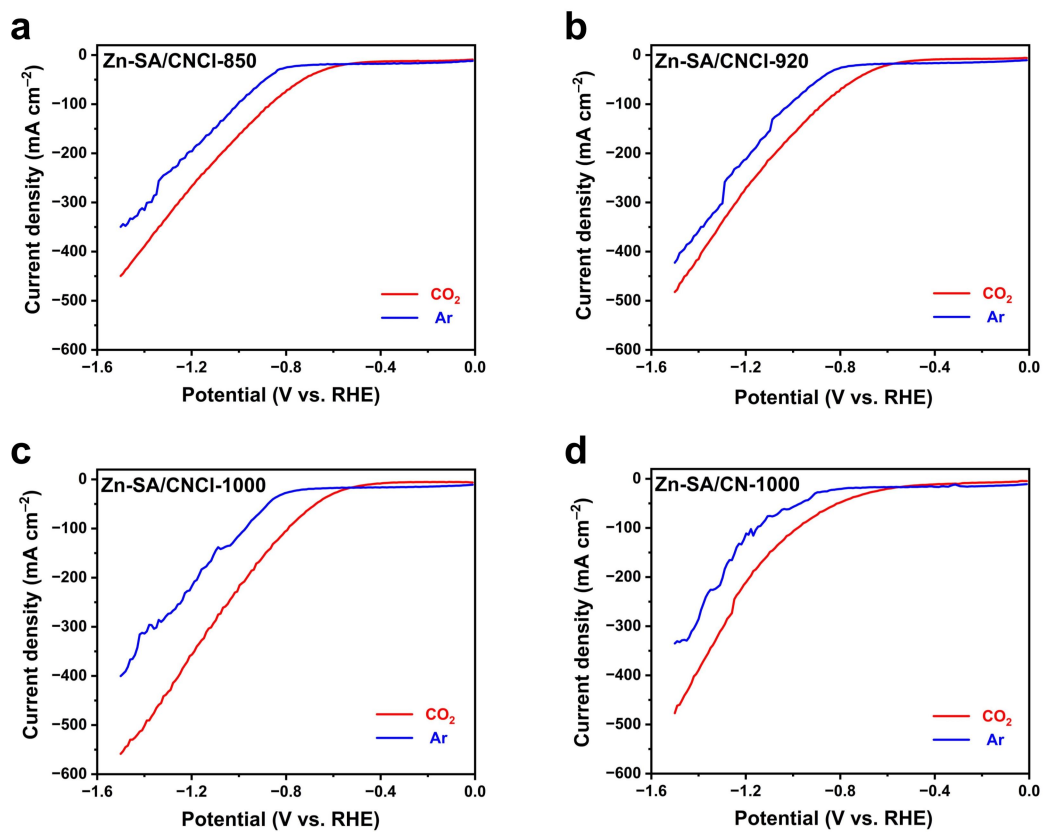 a
Zn-SA/CNCl-850
0
−100
−200
−300
−400
−500
−600
Current density (mA cm⁻²)
CO₂
Ar
−1.6
−1.2
−0.8
−0.4
0.0
Potential (V vs. RHE)
b
Zn-SA/CNCl-920
0
−100
−200
−300
−400
−500
−600
Current density (mA cm⁻²)
CO₂
Ar
−1.6
−1.2
−0.8
−0.4
0.0
Potential (V vs. RHE)
c
Zn-SA/CNCl-1000
0
−100
−200
−300
−400
−500
−600
Current density (mA cm⁻²)
CO₂
Ar
−1.6
−1.2
−0.8
−0.4
0.0
Potential (V vs. RHE)
d
Zn-SA/CN-1000
0
−100
−200
−300
−400
−500
−600
Current density (mA cm⁻²)
CO₂
Ar
−1.6
−1.2
−0.8
−0.4
0.0
Potential (V vs. RHE)